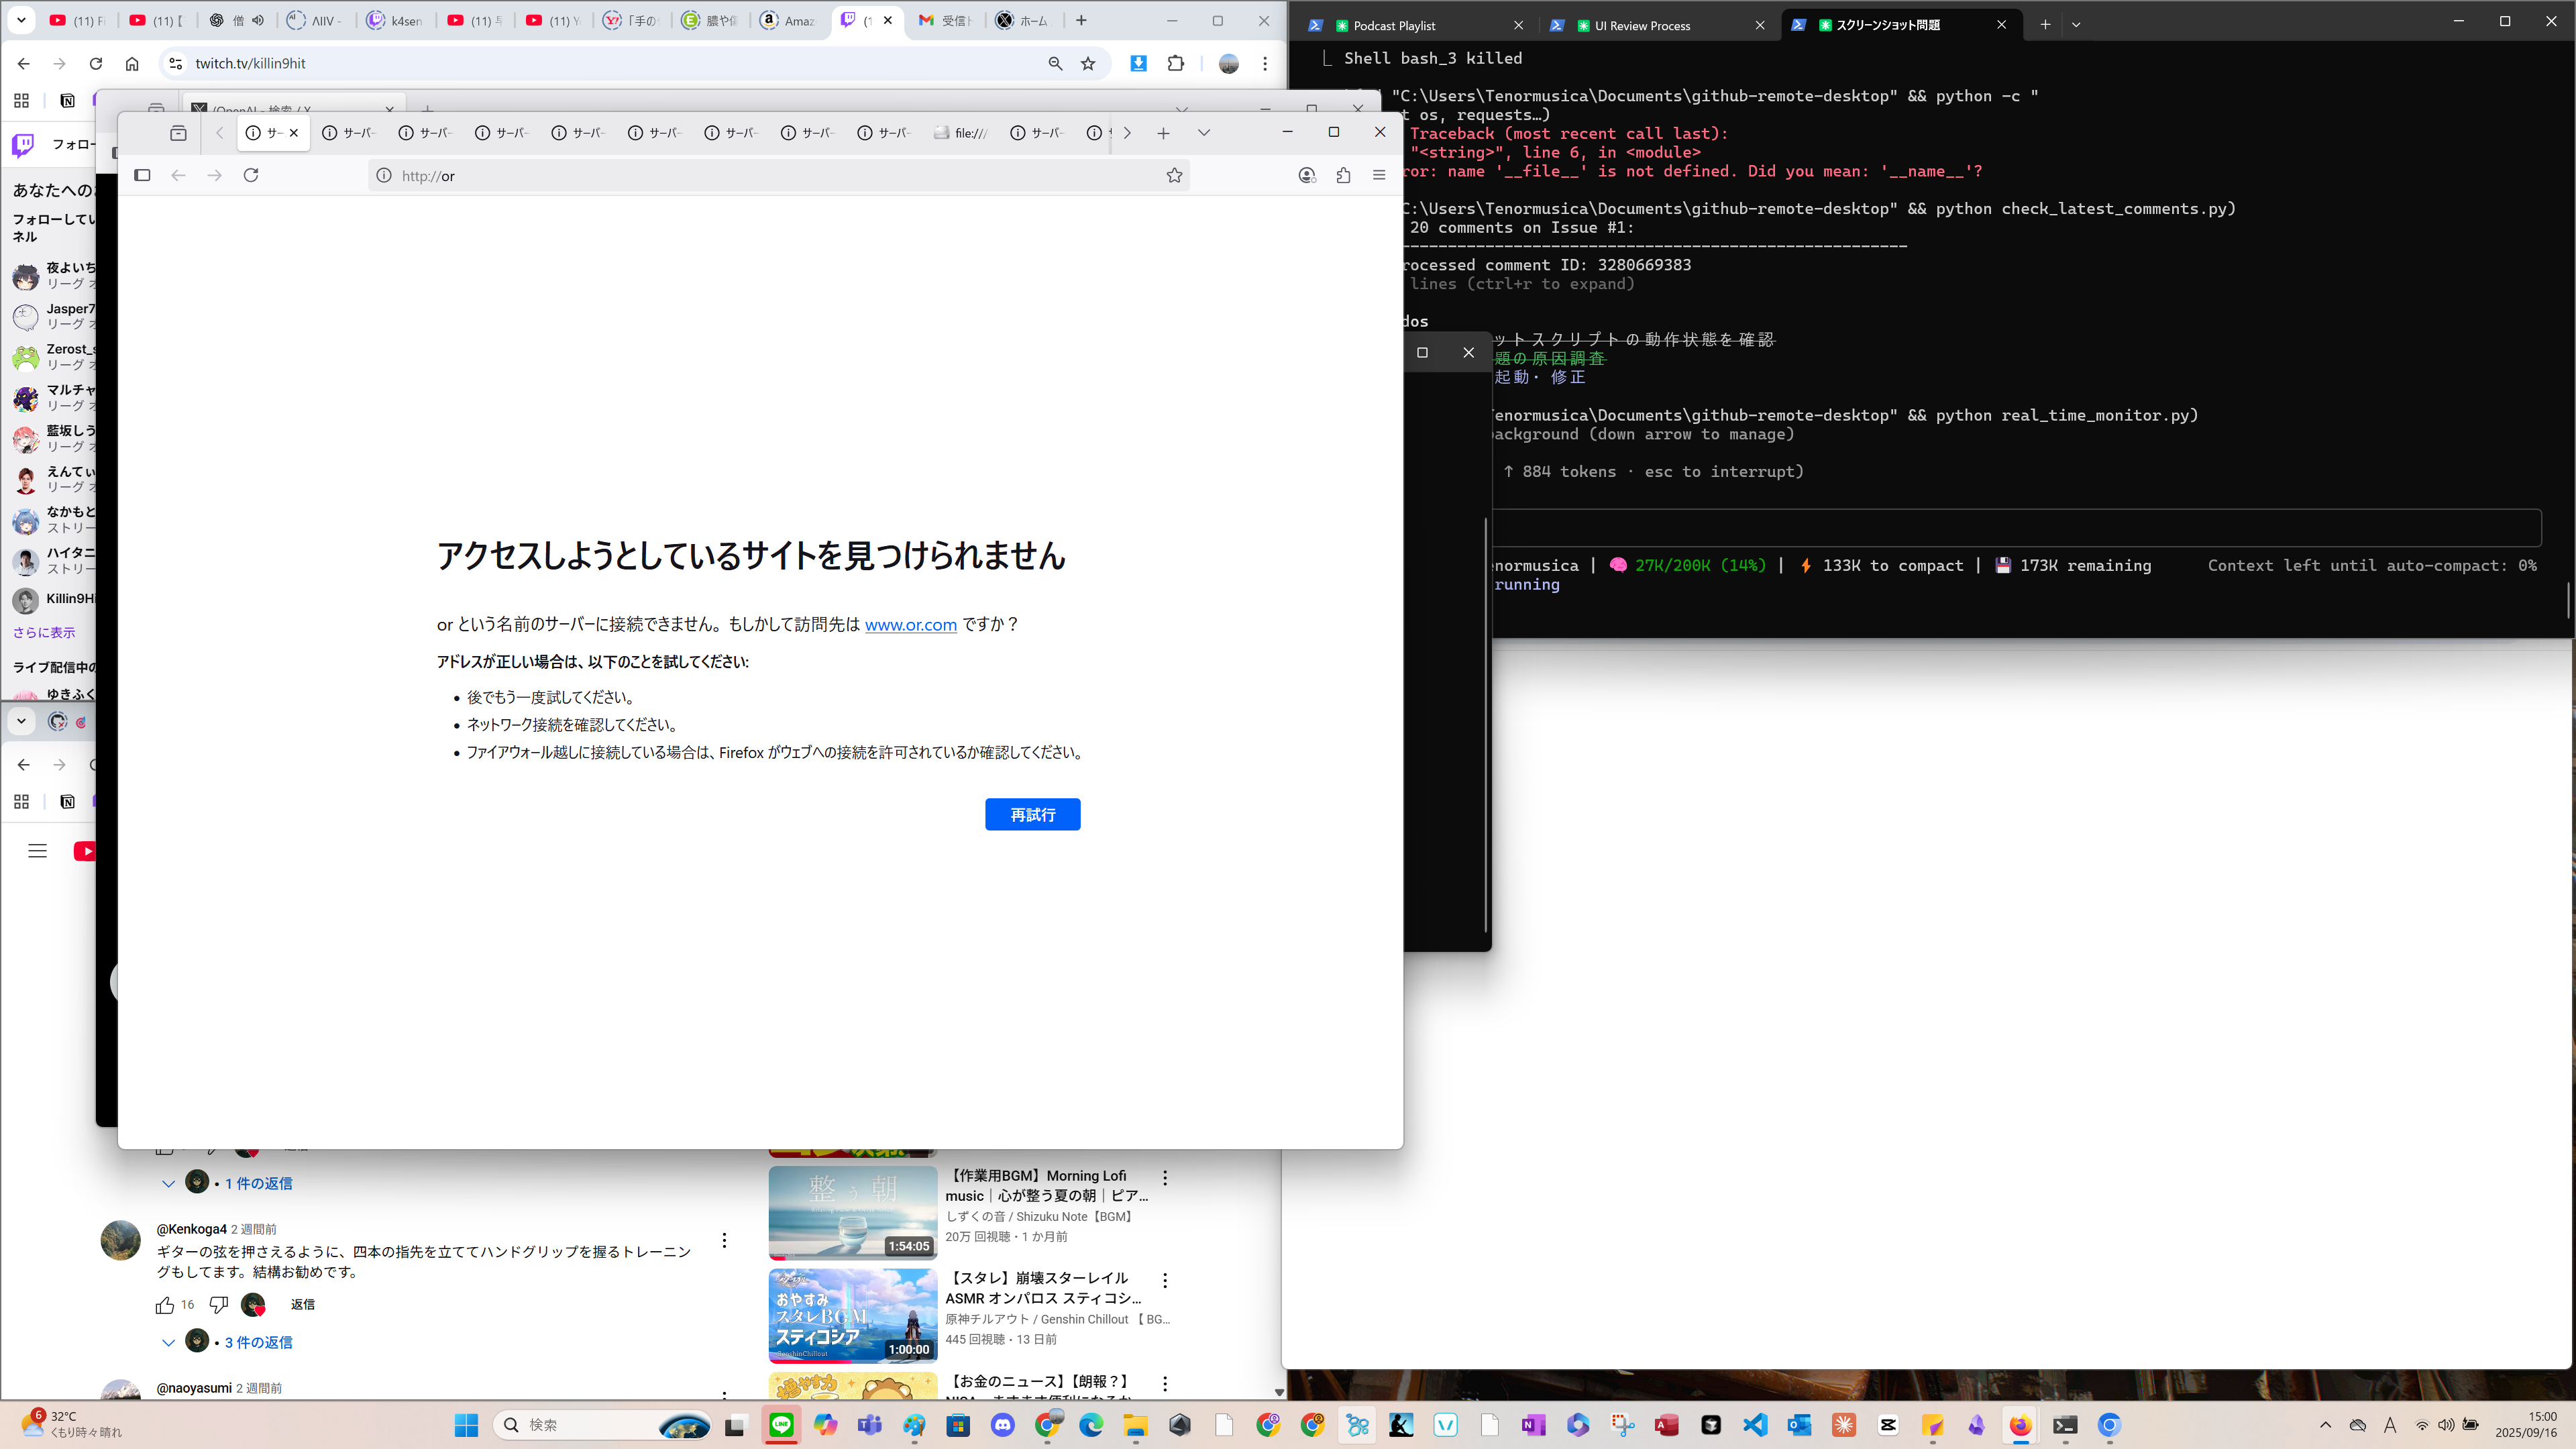 twitch.tv/killin9hit
フォロー
あなたへの
フォローしてい
ネル
夜よいち
リーグ オ
Jasper7
リーグ オ
Zerost_s
リーグ オ
マルチャ
リーグ オ
藍坂しう
リーグ オ
えんてぃ
リーグ オ
なかもと
ストリー
ハイタニ
ストリー
Killin9Hi
さらに表示
ライブ配信中の
ゆきふく
(OpenAI - 検索 / X
サー
サーバー
サーバー
サーバー
サーバー
サーバー
サーバー
サーバー
サーバー
file:///
サーバー
http://or
アクセスしようとしているサイトを見つけられません
or という名前のサーバーに接続できません。もしかして訪問先は www.or.com ですか？
アドレスが正しい場合は、以下のことを試してください:
• 後でもう一度試してください。
• ネットワーク接続を確認してください。
• ファイアウォール越しに接続している場合は、Firefox がウェブへの接続を許可されているか確認してください。
再試行
Podcast Playlist
UI Review Process
スクリーンショット問題
Shell bash_3 killed
"C:\Users\Tenormusica\Documents\github-remote-desktop" && python -c "
t os, requests…)
Traceback (most recent call last):
"<string>", line 6, in <module>
ror: name '__file__' is not defined. Did you mean: '__name__'?
C:\Users\Tenormusica\Documents\github-remote-desktop" && python check_latest_comments.py)
20 comments on Issue #1:
rocessed comment ID: 3280669383
lines (ctrl+r to expand)
dos
ットスクリプトの動作状態を確認
題の原因調査
起動・修正
Tenormusica\Documents\github-remote-desktop" && python real_time_monitor.py)
background (down arrow to manage)
↑ 884 tokens · esc to interrupt)
enormusica | 🧠 27K/200K (14%) | ⚡ 133K to compact | 💾 173K remaining
Context left until auto-compact: 0%
running
1 件の返信
@Kenkoga4 2 週間前
ギターの弦を押さえるように、四本の指先を立ててハンドグリップを握るトレーニン
グもしてます。結構お勧めです。
16
返信
3 件の返信
@naoyasumi 2 週間前
整う朝
1:54:05
【作業用BGM】Morning Lofi
music｜心が整う夏の朝｜ピア...
しずくの音 / Shizuku Note【BGM】
20万 回視聴・1 か月前
おやすみ
スタレBGM
スティコシア
GenshinChillout
1:00:00
【スタレ】崩壊スターレイル
ASMR オンパロス スティコシ...
原神チルアウト / Genshin Chillout 【 BG...
445 回視聴・13 日前
【お金のニュース】【朗報？】
6
32°C
くもり時々晴れ
検索
15:00
2025/09/16